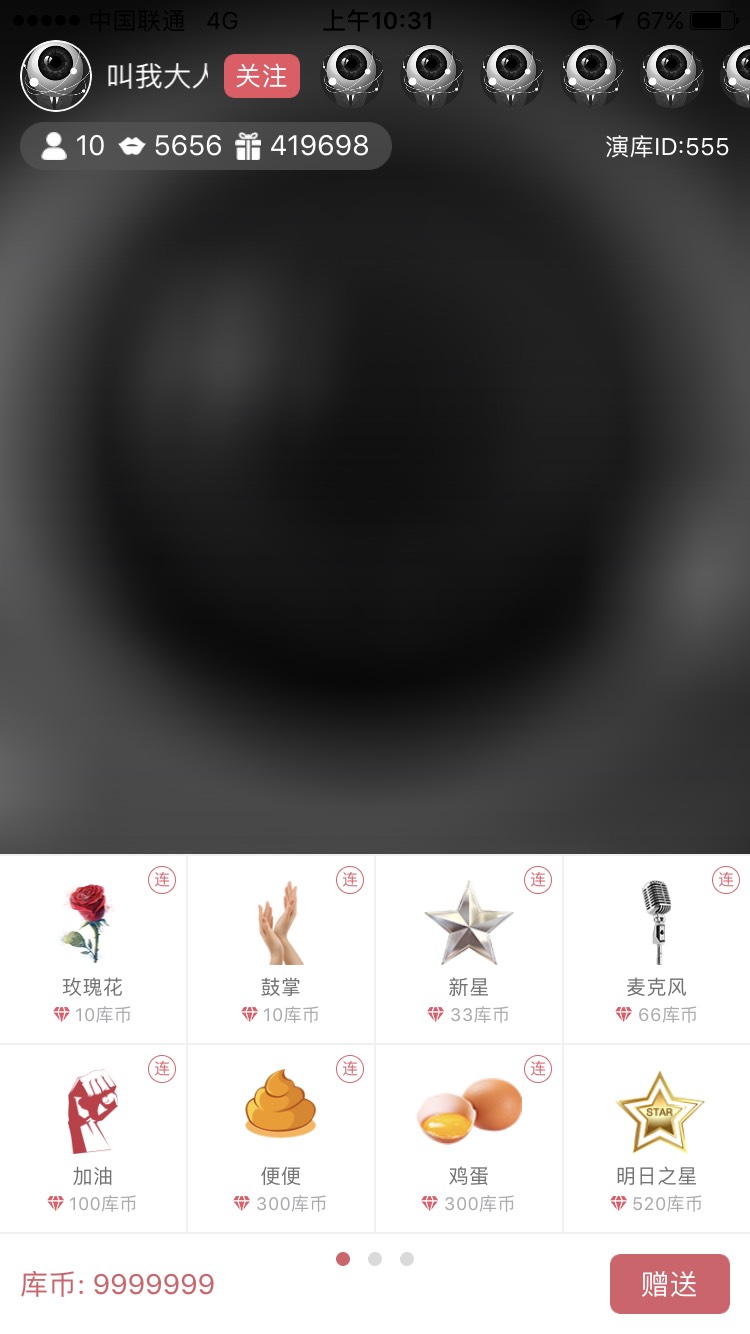 中国联通 4G 上午10:31 67%
叫我大人 关注
10 5656 419698 演库ID:555
连 连 连 连
玫瑰花 鼓掌 新星 麦克风
10库币 10库币 33库币 66库币
连 连 连
STAR
加油 便便 鸡蛋 明日之星
100库币 300库币 300库币 520库币
库币: 9999999 赠送